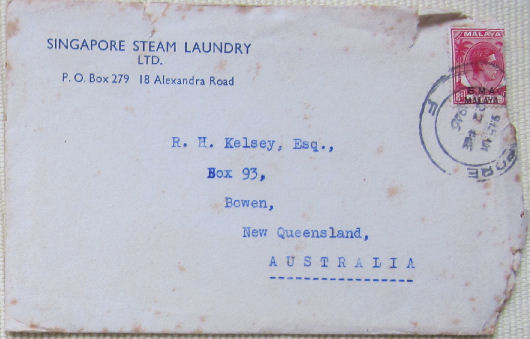 SINGAPORE STEAM LAUNDRY
LTD.
P. O. Box 279 18 Alexandra Road
MALAYA
BMA
MALAYA
R. H. Kelsey, Esq.,
Box 93,
Bowen,
New Queensland,
AUSTRALIA